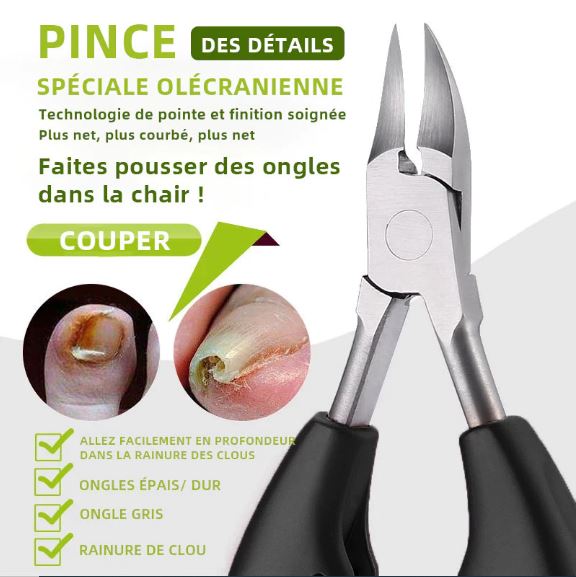 PINCE DES DÉTAILS
SPÉCIALE OLÉCRANIENNE
Technologie de pointe et finition soignée
Plus net, plus courbé, plus net
Faites pousser des ongles
dans la chair !
COUPER
ALLEZ FACILEMENT EN PROFONDEUR
DANS LA RAINURE DES CLOUS
ONGLES ÉPAIS/ DUR
ONGLE GRIS
RAINURE DE CLOU